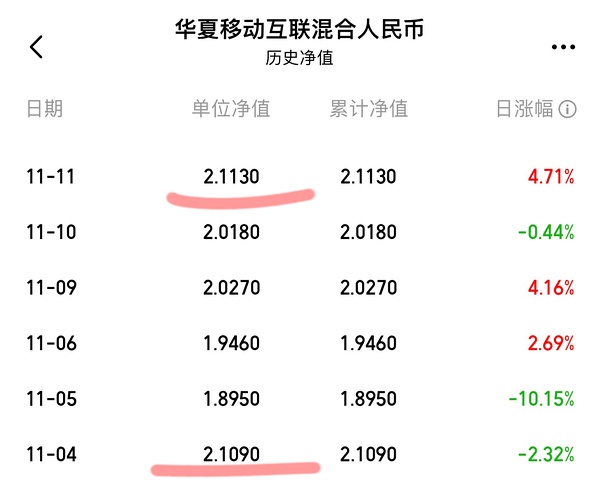 华夏移动互联混合人民币
历史净值
日期 单位净值 累计净值 日涨幅
11-11 2.1130 2.1130 4.71%
11-10 2.0180 2.0180 -0.44%
11-09 2.0270 2.0270 4.16%
11-06 1.9460 1.9460 2.69%
11-05 1.8950 1.8950 -10.15%
11-04 2.1090 2.1090 -2.32%